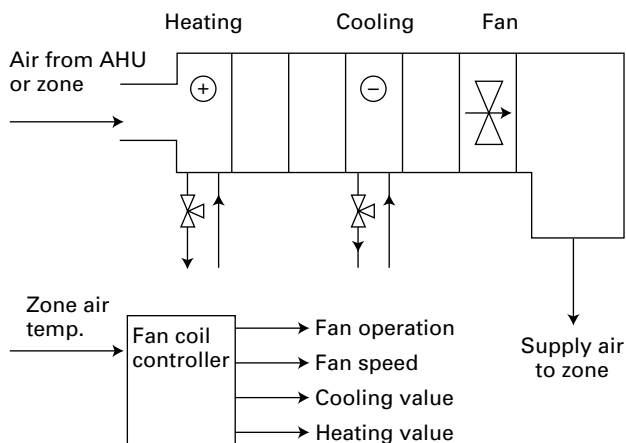 Heating
Cooling
Fan
Air from AHU
or zone
+
−
Zone air
temp.
Fan coil
controller
Fan operation
Fan speed
Cooling value
Heating value
Supply air
to zone